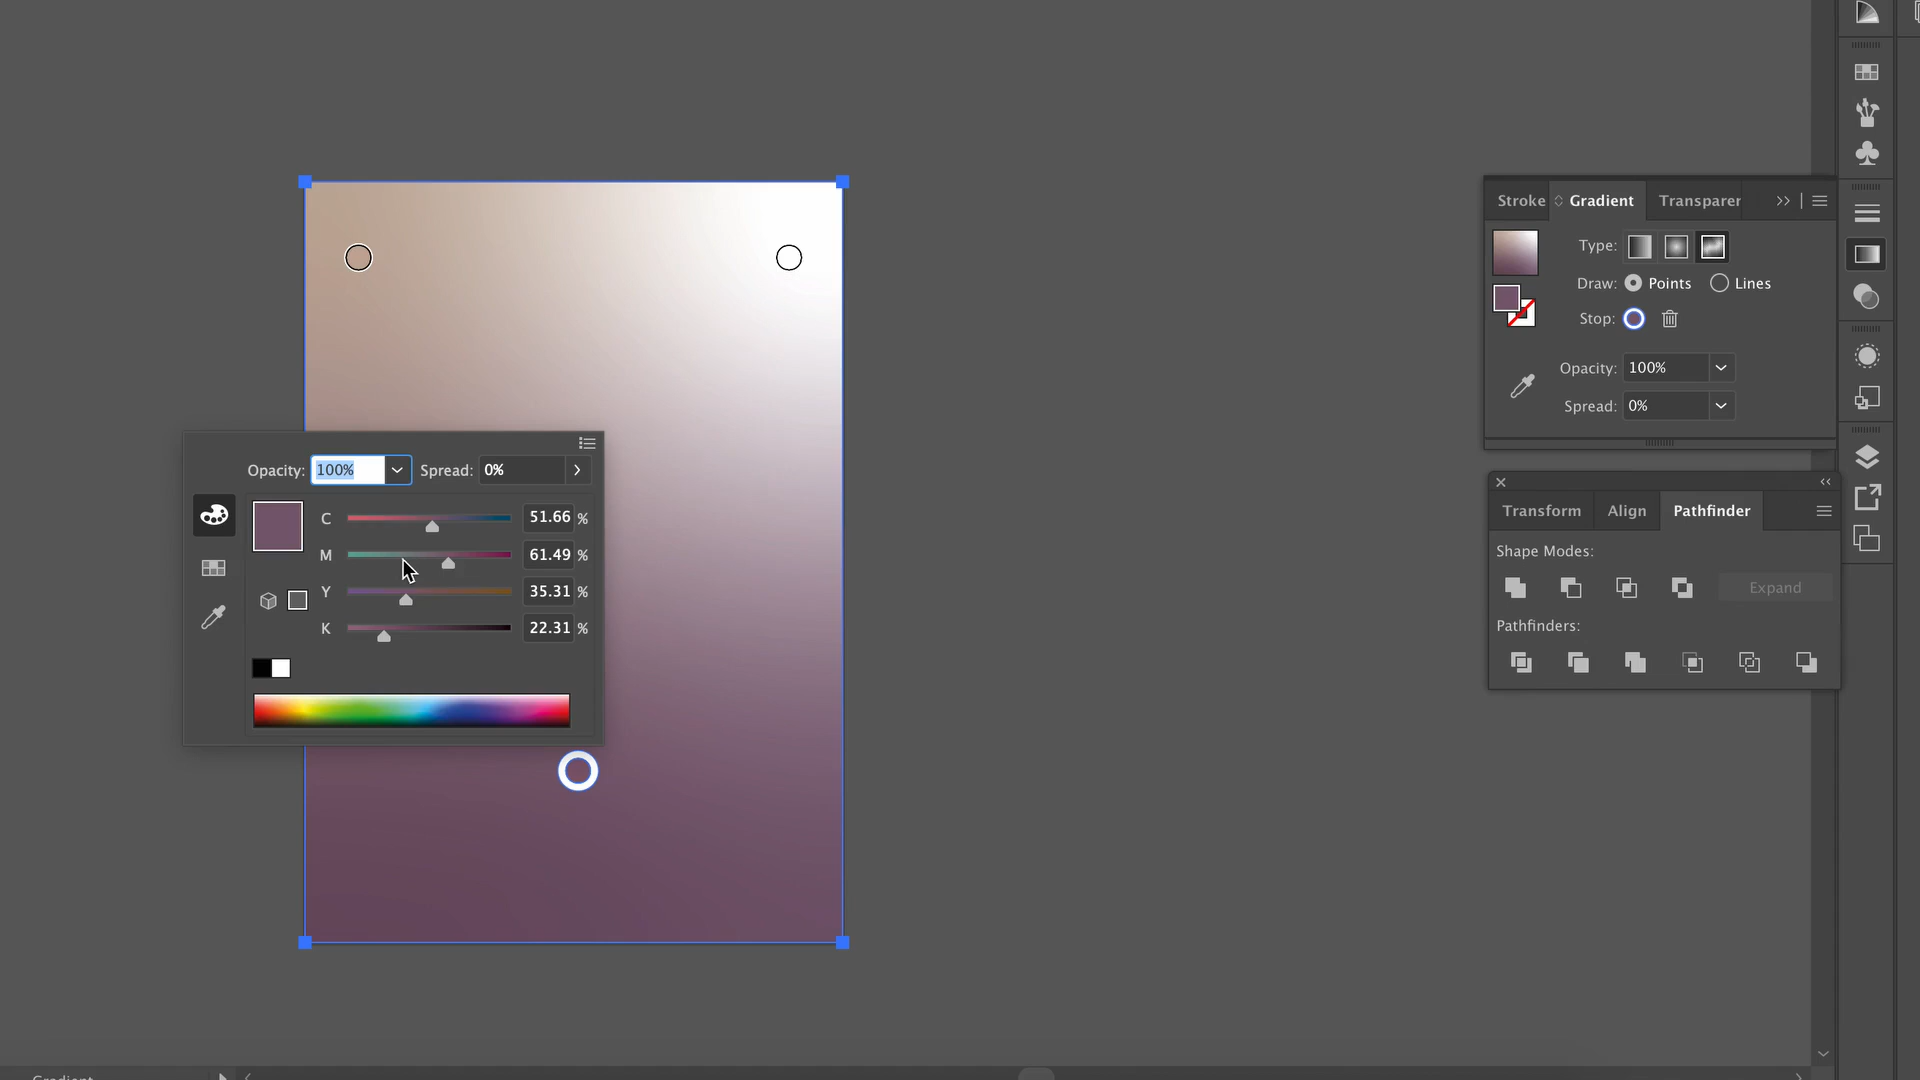 Stroke Gradient Transparer
Type:
Draw: Points Lines
Stop:
Opacity: 100%
Spread: 0%
Opacity: 100% Spread: 0%
C 51.66 %
M 61.49 %
Y 35.31 %
K 22.31 %
Transform Align Pathfinder
Shape Modes:
Expand
Pathfinders:
Gradient